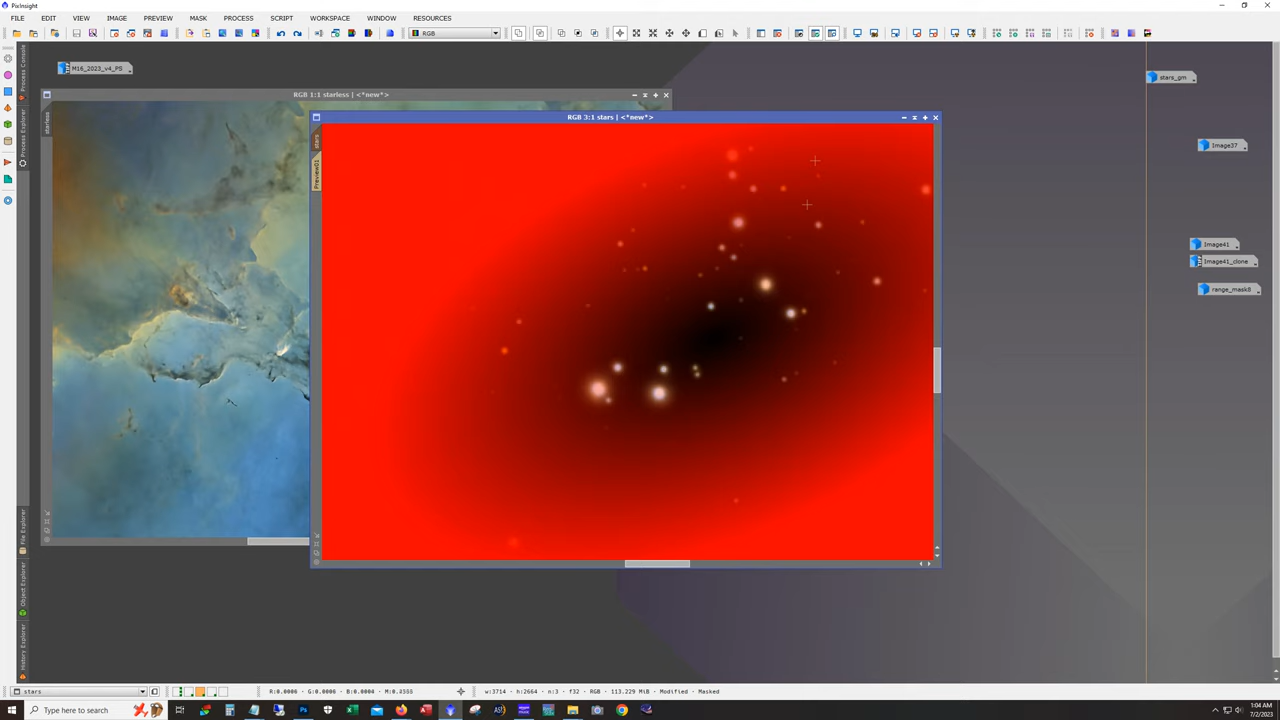 PixInsight
FILE EDIT VIEW IMAGE PREVIEW MASK PROCESS SCRIPT WORKSPACE WINDOW RESOURCES
RGB
Process Console
Process Explorer
File Explorer
Object Explorer
History Explorer
M16_2023_v4_PS
RGB 1:1 starless | <*new*>
starless
RGB 3:1 stars | <*new*>
stars
Preview01
stars_gm
Image37
Image41
Image41_clone
range_mask8
stars
R:0.0006 · G:0.0006 · B:0.0004 · M:0.0355
w:3714 · h:2664 · n:3 · f32 · RGB · 113.229 MiB · Modified · Masked
Type here to search
1:04 AM
7/2/2023